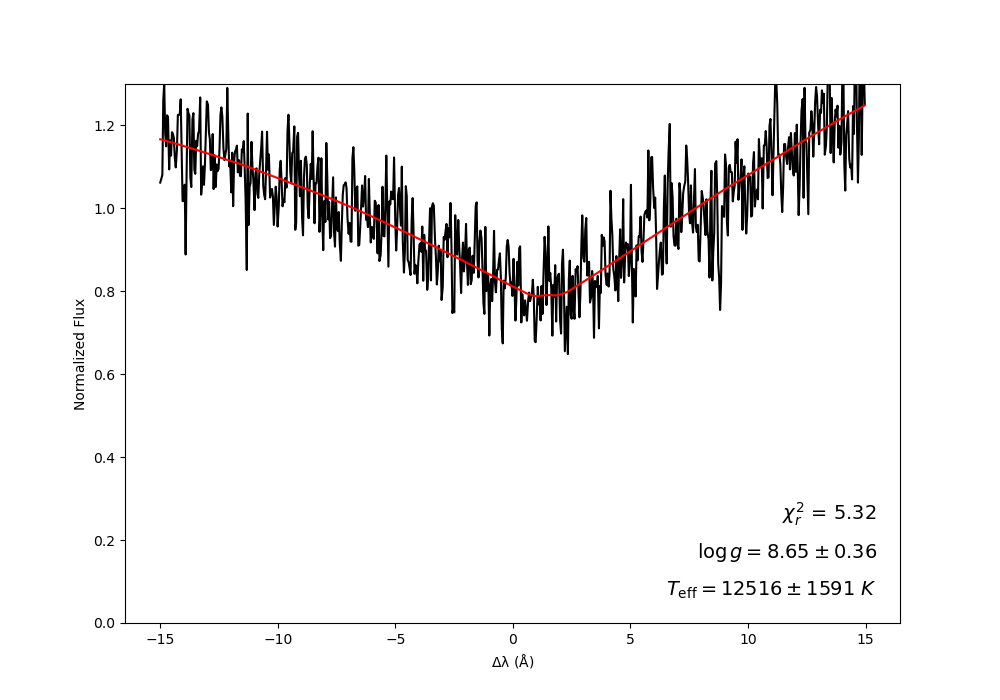 1.2
1.0
0.8
0.6
0.4
0.2
0.0
Normalized Flux
χ²ᵣ = 5.32
log g = 8.65 ± 0.36
T_eff = 12516 ± 1591 K
−15 −10 −5 0 5 10 15
Δλ (Å)